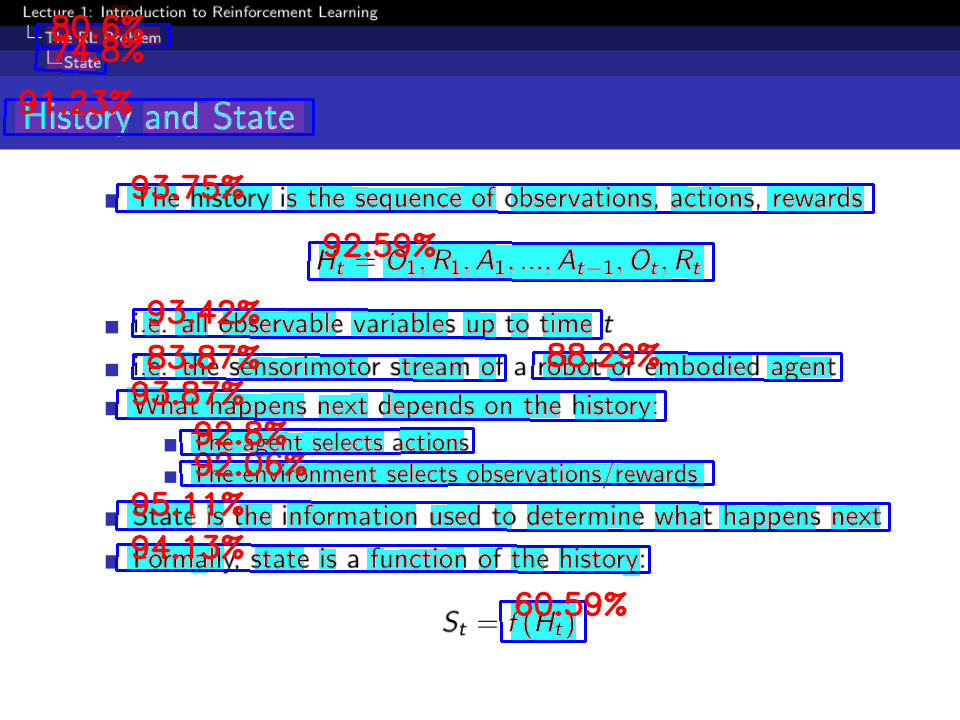 Lecture 1: Introduction to Reinforcement Learning
80.6%
The RL Problem
74.8%
State
91.23%
History and State
93.75%
The history is the sequence of observations, actions, rewards
92.59%
H_t = O_1, R_1, A_1, ..., A_{t−1}, O_t, R_t
93.42%
i.e. all observable variables up to time t
83.87% 88.29%
i.e. the sensorimotor stream of a robot or embodied agent
93.87%
What happens next depends on the history:
92.8%
The agent selects actions
92.06%
The environment selects observations/rewards
95.11%
State is the information used to determine what happens next
94.13%
Formally, state is a function of the history:
60.59%
S_t = f(H_t)